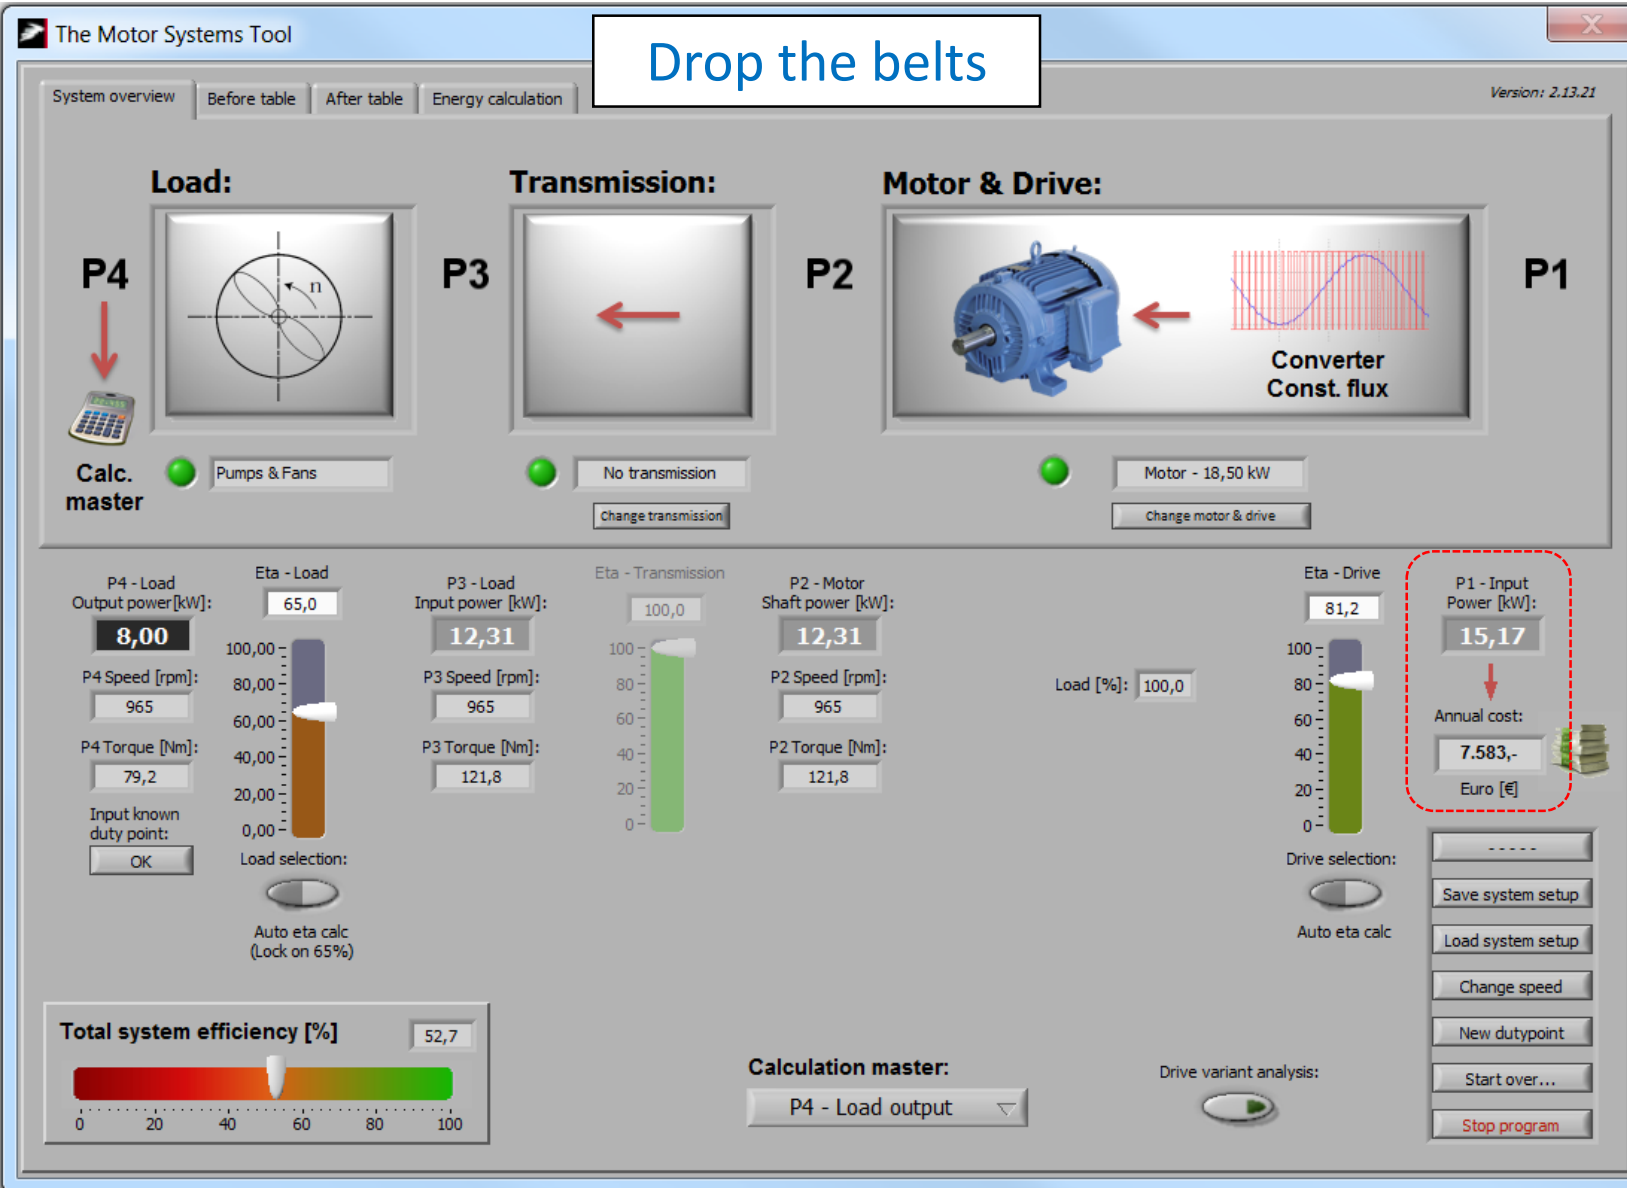 The Motor Systems Tool
Drop the belts
System overview
Before table
After table
Energy calculation
Version: 2.13.21
Load:
Transmission:
Motor & Drive:
P4
P3
P2
P1
n
Converter
Const. flux
Calc.
master
Pumps & Fans
No transmission
Motor - 18,50 kW
Change transmission
Change motor & drive
P4 - Load
Output power[kW]:
8,00
P4 Speed [rpm]:
965
P4 Torque [Nm]:
79,2
Input known
duty point:
OK
Eta - Load
65,0
100,00
80,00
60,00
40,00
20,00
0,00
Load selection:
Auto eta calc
(Lock on 65%)
P3 - Load
Input power [kW]:
12,31
P3 Speed [rpm]:
965
P3 Torque [Nm]:
121,8
Eta - Transmission
100,0
100
80
60
40
20
0
P2 - Motor
Shaft power [kW]:
12,31
P2 Speed [rpm]:
965
P2 Torque [Nm]:
121,8
Load [%]: 100,0
Eta - Drive
81,2
100
80
60
40
20
0
Drive selection:
Auto eta calc
P1 - Input
Power [kW]:
15,17
Annual cost:
7.583,-
Euro [€]
-----
Save system setup
Load system setup
Change speed
New dutypoint
Start over...
Stop program
Total system efficiency [%]
52,7
0 20 40 60 80 100
Calculation master:
P4 - Load output
Drive variant analysis: